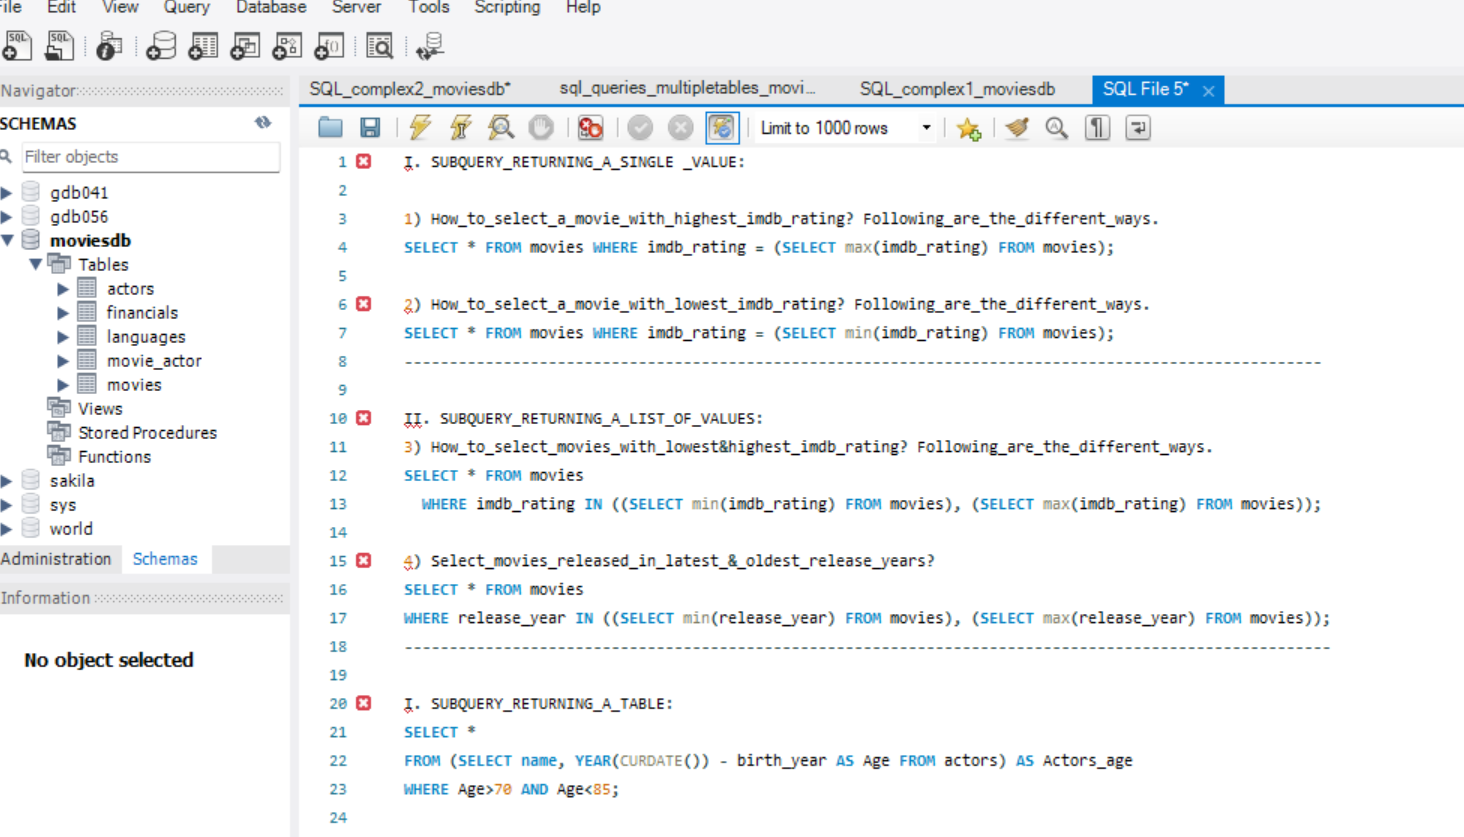 File Edit View Query Database Server Tools Scripting Help
SQL SQL
Navigator
SQL_complex2_moviesdb* sql_queries_multipletables_movi... SQL_complex1_moviesdb SQL File 5*
SCHEMAS
Limit to 1000 rows
Filter objects
gdb041
gdb056
moviesdb
Tables
actors
financials
languages
movie_actor
movies
Views
Stored Procedures
Functions
sakila
sys
world
Administration Schemas
Information
No object selected
1 I. SUBQUERY_RETURNING_A_SINGLE _VALUE:
2
3 1) How_to_select_a_movie_with_highest_imdb_rating? Following_are_the_different_ways.
4 SELECT * FROM movies WHERE imdb_rating = (SELECT max(imdb_rating) FROM movies);
5
6 2) How_to_select_a_movie_with_lowest_imdb_rating? Following_are_the_different_ways.
7 SELECT * FROM movies WHERE imdb_rating = (SELECT min(imdb_rating) FROM movies);
8 ------------------------------------------------------------------------------------------------------
9
10 II. SUBQUERY_RETURNING_A_LIST_OF_VALUES:
11 3) How_to_select_movies_with_lowest&highest_imdb_rating? Following_are_the_different_ways.
12 SELECT * FROM movies
13 WHERE imdb_rating IN ((SELECT min(imdb_rating) FROM movies), (SELECT max(imdb_rating) FROM movies));
14
15 4) Select_movies_released_in_latest_&_oldest_release_years?
16 SELECT * FROM movies
17 WHERE release_year IN ((SELECT min(release_year) FROM movies), (SELECT max(release_year) FROM movies));
18 -------------------------------------------------------------------------------------------------------
19
20 I. SUBQUERY_RETURNING_A_TABLE:
21 SELECT *
22 FROM (SELECT name, YEAR(CURDATE()) - birth_year AS Age FROM actors) AS Actors_age
23 WHERE Age>70 AND Age<85;
24